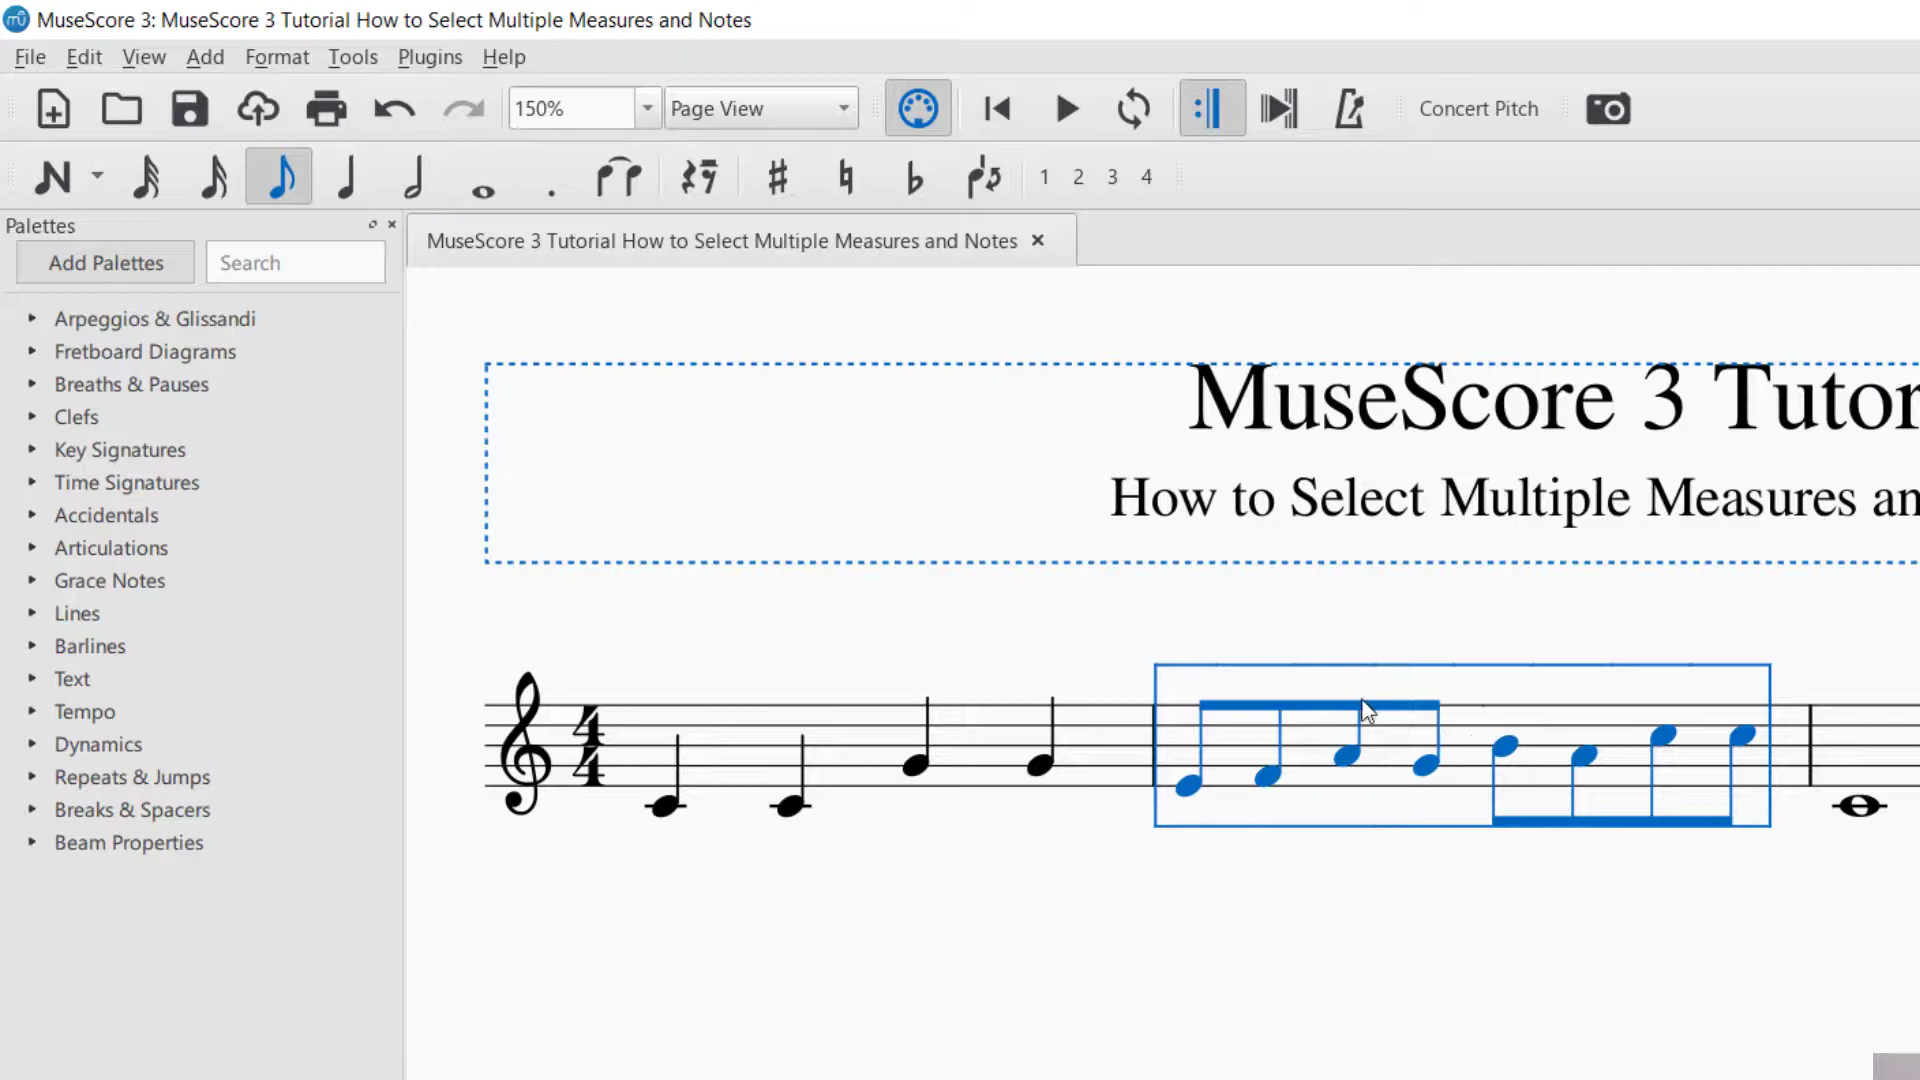 MuseScore 3: MuseScore 3 Tutorial How to Select Multiple Measures and Notes
File Edit View Add Format Tools Plugins Help
150% Page View Concert Pitch
1 2 3 4
Palettes
Add Palettes Search
MuseScore 3 Tutorial How to Select Multiple Measures and Notes
Arpeggios & Glissandi
Fretboard Diagrams
Breaths & Pauses
Clefs
Key Signatures
Time Signatures
Accidentals
Articulations
Grace Notes
Lines
Barlines
Text
Tempo
Dynamics
Repeats & Jumps
Breaks & Spacers
Beam Properties
MuseScore 3 Tutor
How to Select Multiple Measures an
4
4